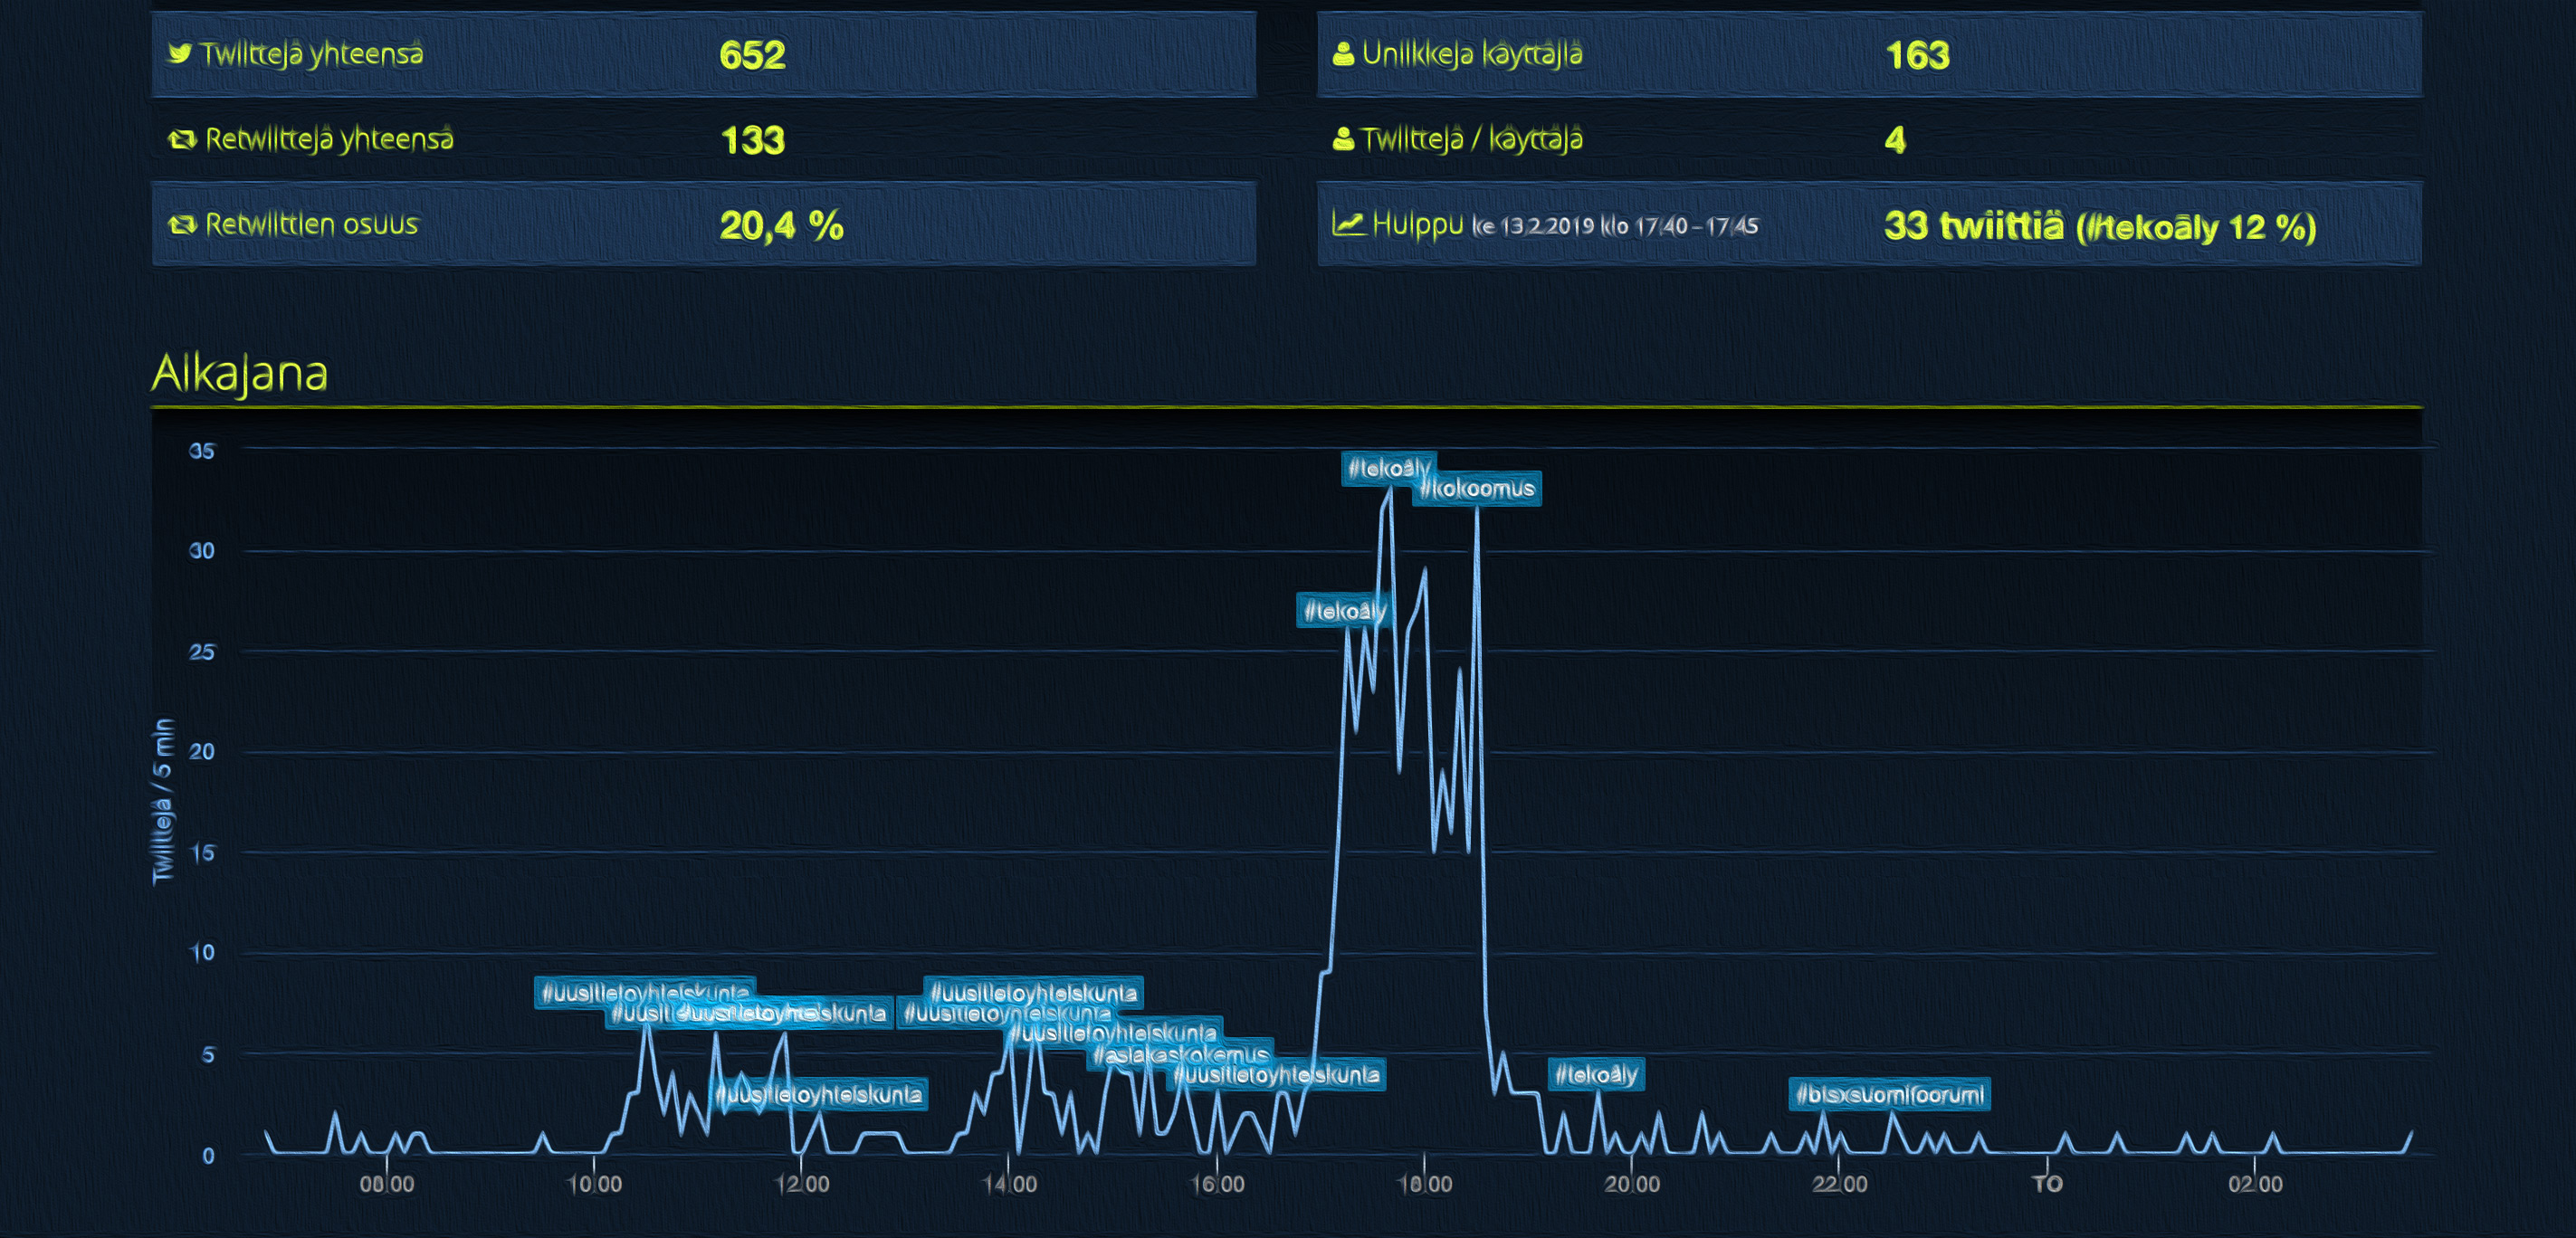 Twiittejä yhteensä 652
Uniikkeja käyttäjiä 163
Retwiittejä yhteensä 133
Twiittejä / käyttäjä 4
Retwiittien osuus 20,4 %
Huippu ke 13.2.2019 klo 17:40 – 17:45 33 twiittiä (#tekoäly 12 %)
Aikajana
Twiittejä / 5 min
35
30
25
20
15
10
5
0
#tekoäly
#kokoomus
#tekoäly
#uusitietoyhteiskunta
#uusitietoyhteiskunta
#uusit
#uusitietoyhteiskunta
#uusitietoyhteiskunta
#uusitietoyhteiskunta
#asiakaskokemus
#uusitietoyhteiskunta
#tekoäly
#uusitietoyhteiskunta
#bisxsuomifoorumi
08:00
10:00
12:00
14:00
16:00
18:00
20:00
22:00
TO
02:00